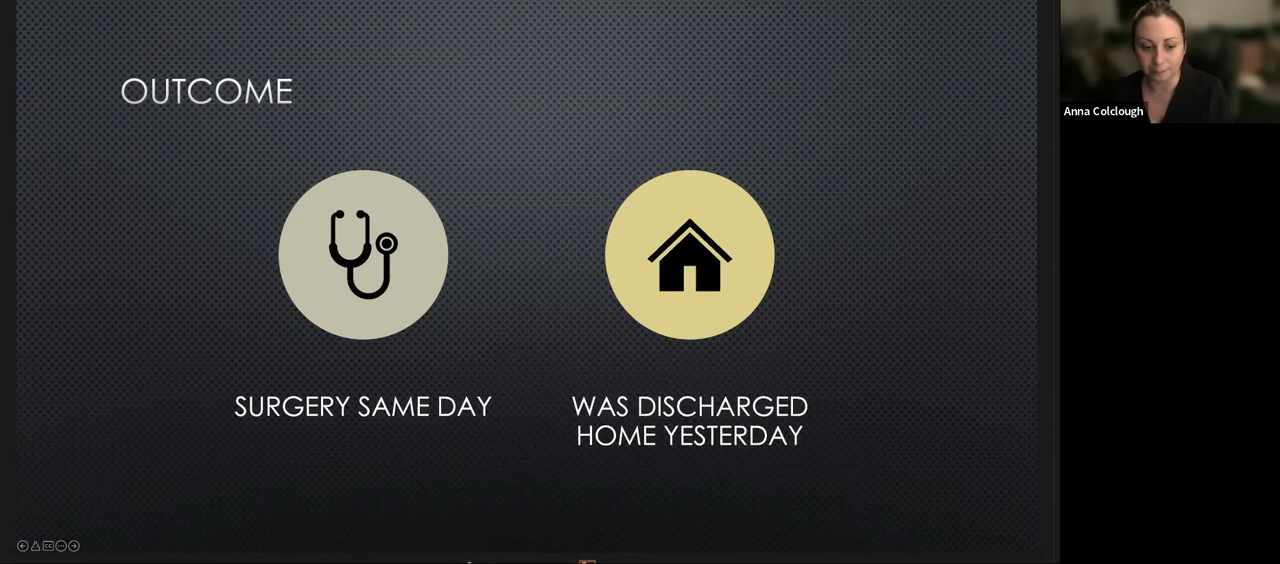 OUTCOME
SURGERY SAME DAY
WAS DISCHARGED
HOME YESTERDAY
Anna Colclough